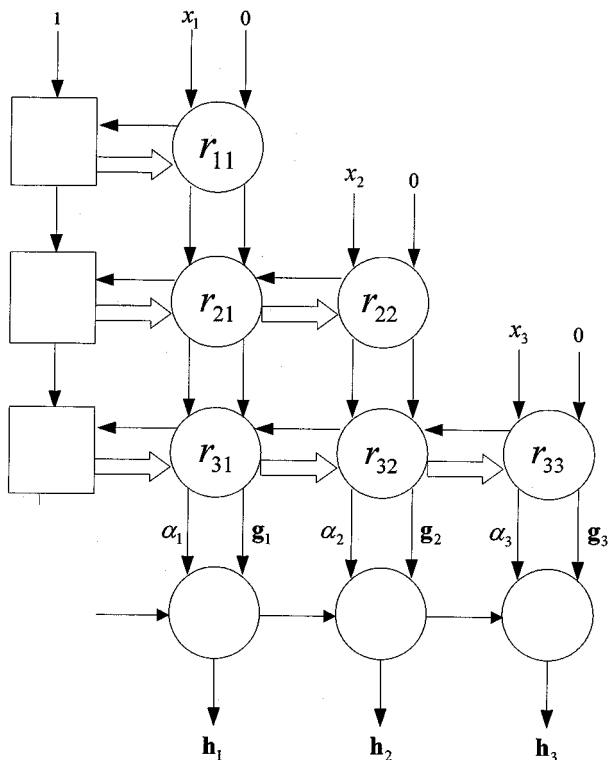 1 x₁ 0
r₁₁
x₂ 0
r₂₁ r₂₂
x₃ 0
r₃₁ r₃₂ r₃₃
α₁ g₁ α₂ g₂ α₃ g₃
h₁ h₂ h₃